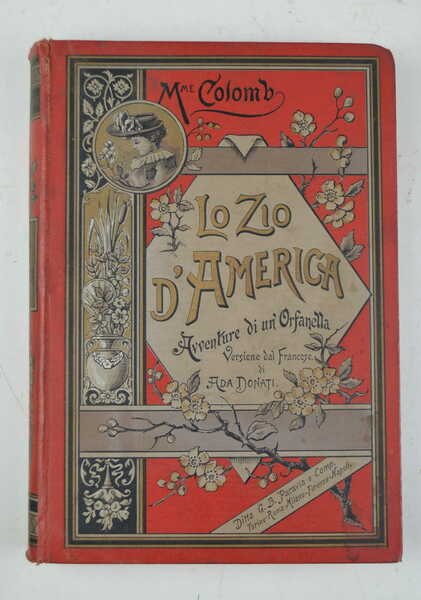 Mme Colomb
Lo Zio
D'America
Avventure di un' Orfanella
Versione dal Francese
di
Ada Donati.
Ditta G. B. Paravia e Comp.
Torino-Roma-Milano-Firenze-Napoli